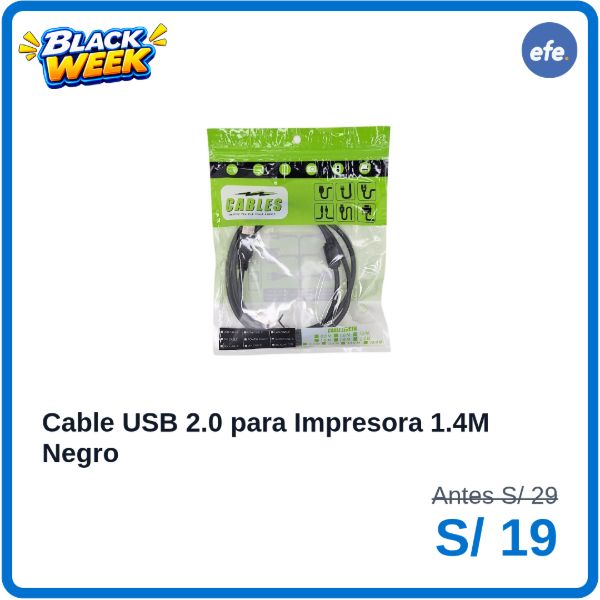 BLACK
WEEK
efe.
CABLES
Cable USB 2.0 para Impresora 1.4M
Negro
Antes S/ 29
S/ 19